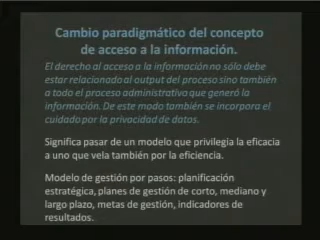 Cambio paradigmático del concepto
de acceso a la información.
El derecho al acceso a la información no sólo debe
estar relacionado al output del proceso sino también
a todo el proceso administrativo que generó la
información. De este modo también se incorpora el
cuidado por la privacidad de datos.
Significa pasar de un modelo que privilegia la eficacia
a uno que vela también por la eficiencia.
Modelo de gestión por pasos: planificación
estratégica, planes de gestión de corto, mediano y
largo plazo, metas de gestión, indicadores de
resultados.